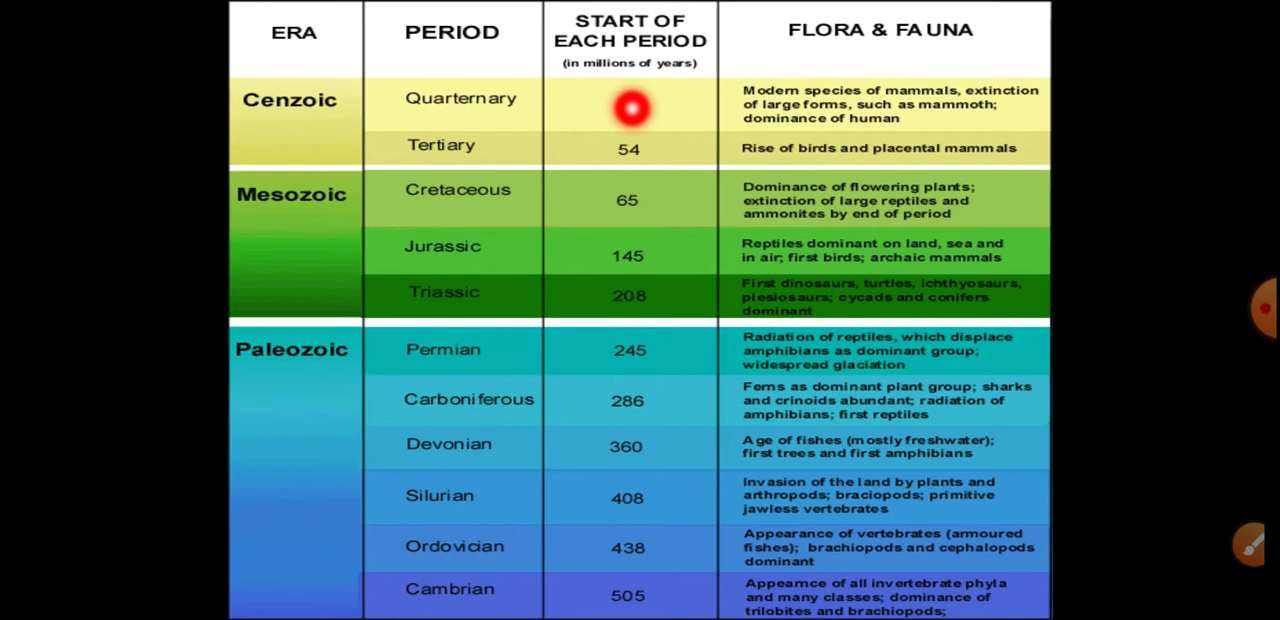 ERA
PERIOD
START OF
EACH PERIOD
(in millions of years)
FLORA & FAUNA
Cenzoic
Quarternary
Modern species of mammals, extinction
of large forms, such as mammoth;
dominance of human
Tertiary
54
Rise of birds and placental mammals
Mesozoic
Cretaceous
65
Dominance of flowering plants;
extinction of large reptiles and
ammonites by end of period
Jurassic
145
Reptiles dominant on land, sea and
in air; first birds; archaic mammals
Triassic
208
First dinosaurs, turtles, ichthyosaurs,
plesiosaurs; cycads and conifers
dominant
Paleozoic
Permian
245
Radiation of reptiles, which displace
amphibians as dominant group;
widespread glaciation
Carboniferous
286
Ferns as dominant plant group; sharks
and crinoids abundant; radiation of
amphibians; first reptiles
Devonian
360
Age of fishes (mostly freshwater);
first trees and first amphibians
Silurian
408
Invasion of the land by plants and
arthropods; braciopods; primitive
jawless vertebrates
Ordovician
438
Appearance of vertebrates (armoured
fishes); brachiopods and cephalopods
dominant
Cambrian
505
Appearnce of all invertebrate phyla
and many classes; dominance of
trilobites and brachiopods;